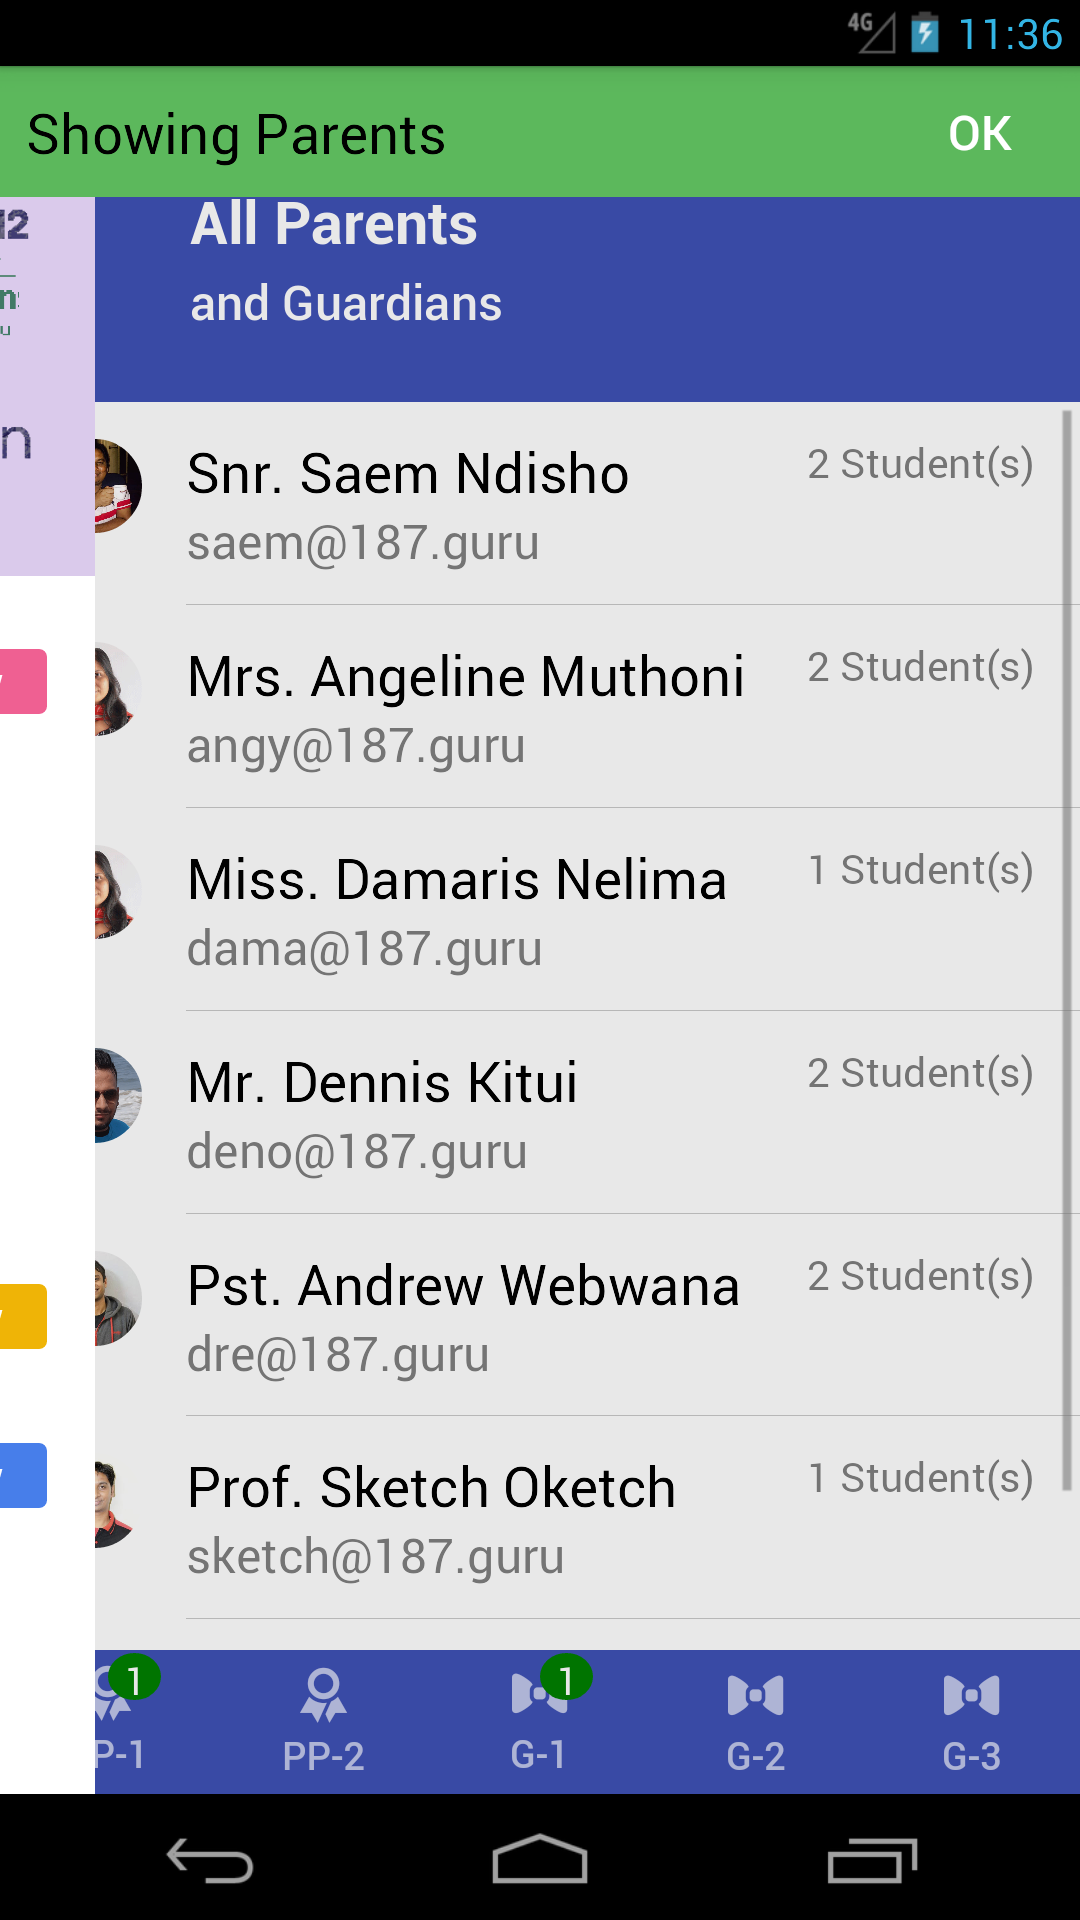 4G 11:36
Showing Parents OK
All Parents
and Guardians
Snr. Saem Ndisho 2 Student(s)
saem@187.guru
Mrs. Angeline Muthoni 2 Student(s)
angy@187.guru
Miss. Damaris Nelima 1 Student(s)
dama@187.guru
Mr. Dennis Kitui 2 Student(s)
deno@187.guru
Pst. Andrew Webwana 2 Student(s)
dre@187.guru
Prof. Sketch Oketch 1 Student(s)
sketch@187.guru
1 1
P-1 PP-2 G-1 G-2 G-3